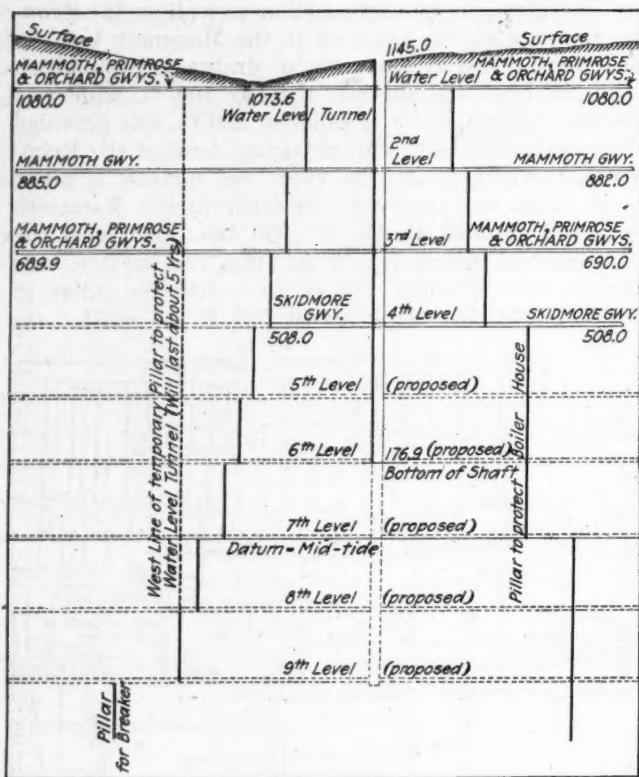 Surface
1145.0
Surface
MAMMOTH, PRIMROSE
& ORCHARD GWYS.
Water Level
MAMMOTH, PRIMROSE
& ORCHARD GWYS.
1080.0
1073.6
1080.0
Water Level Tunnel
2nd
Level
MAMMOTH GWY.
MAMMOTH GWY.
885.0
882.0
MAMMOTH, PRIMROSE
& ORCHARD GWYS.
3rd Level
MAMMOTH, PRIMROSE
& ORCHARD GWYS.
689.9
690.0
SKIDMORE
GWY.
4th Level
SKIDMORE GWY.
508.0
508.0
West Line of temporary Pillar to protect
Water Level Tunnel (Will last about 5 Yrs.)
5th Level
(proposed)
6th Level
176.9 (proposed)
Bottom of Shaft
7th Level
(proposed)
Pillar to protect Boiler House
Datum=Mid-tide
8th Level
(proposed)
9th Level
(proposed)
Pillar
for Breaker